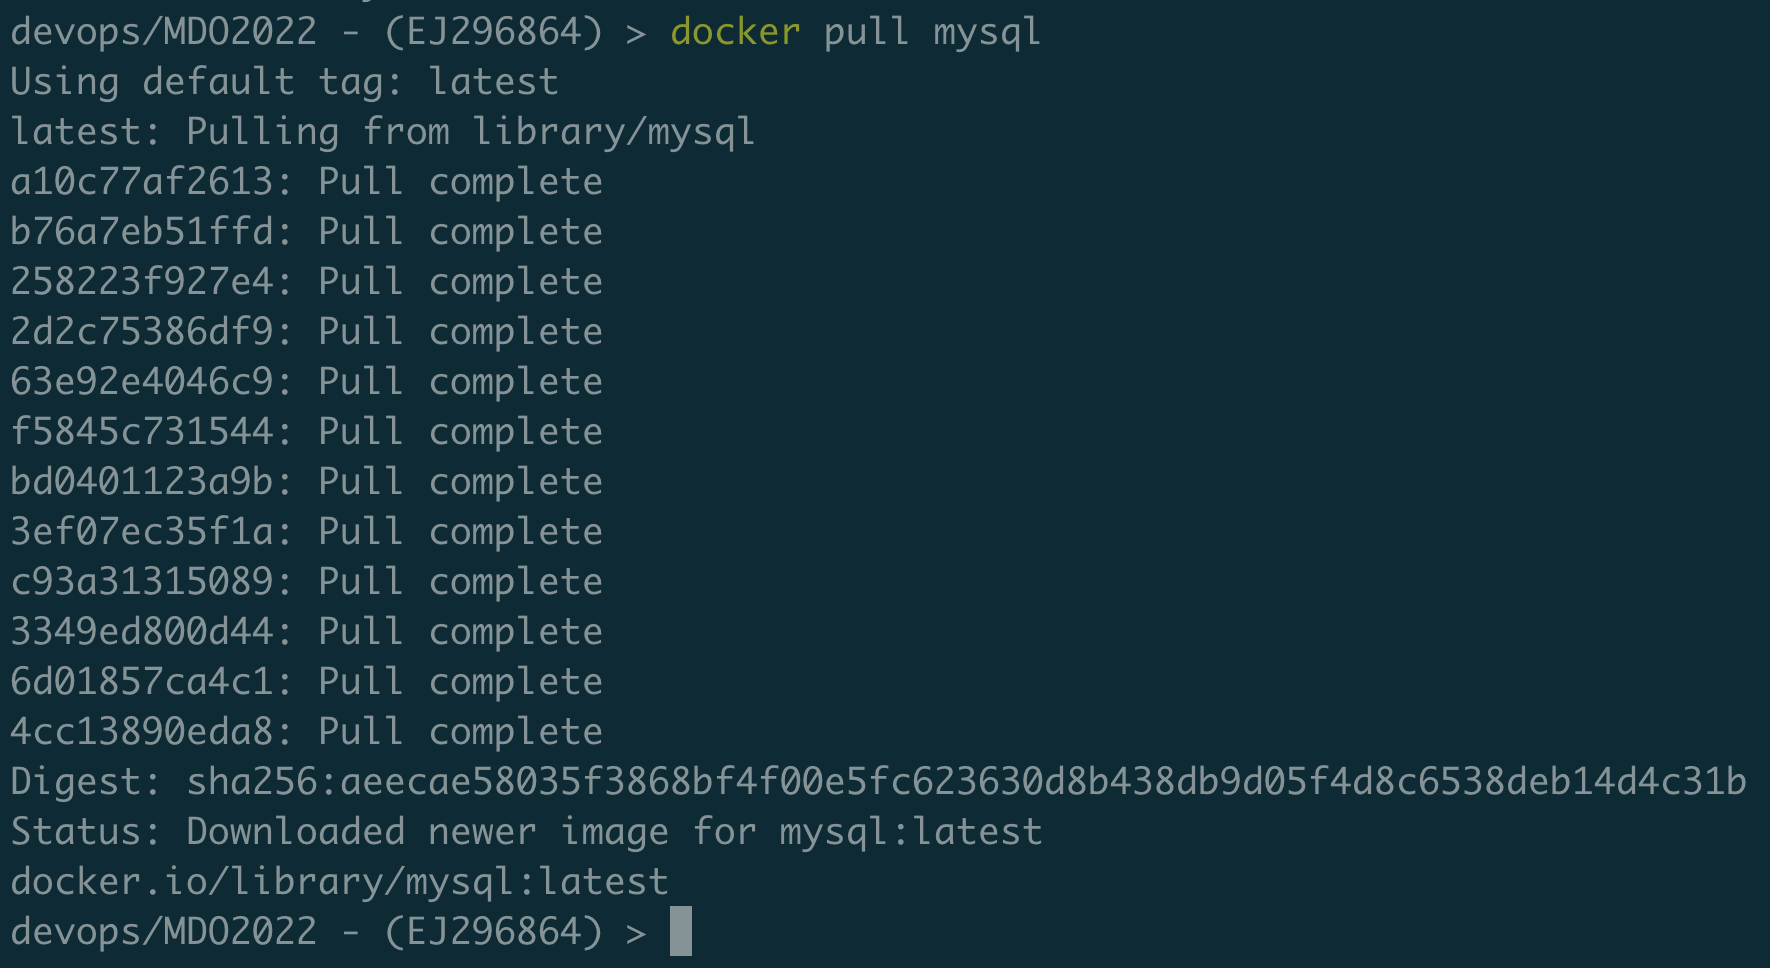 devops/MDO2022 - (EJ296864) > docker pull mysql
Using default tag: latest
latest: Pulling from library/mysql
a10c77af2613: Pull complete
b76a7eb51ffd: Pull complete
258223f927e4: Pull complete
2d2c75386df9: Pull complete
63e92e4046c9: Pull complete
f5845c731544: Pull complete
bd0401123a9b: Pull complete
3ef07ec35f1a: Pull complete
c93a31315089: Pull complete
3349ed800d44: Pull complete
6d01857ca4c1: Pull complete
4cc13890eda8: Pull complete
Digest: sha256:aeecae58035f3868bf4f00e5fc623630d8b438db9d05f4d8c6538deb14d4c31b
Status: Downloaded newer image for mysql:latest
docker.io/library/mysql:latest
devops/MDO2022 - (EJ296864) >